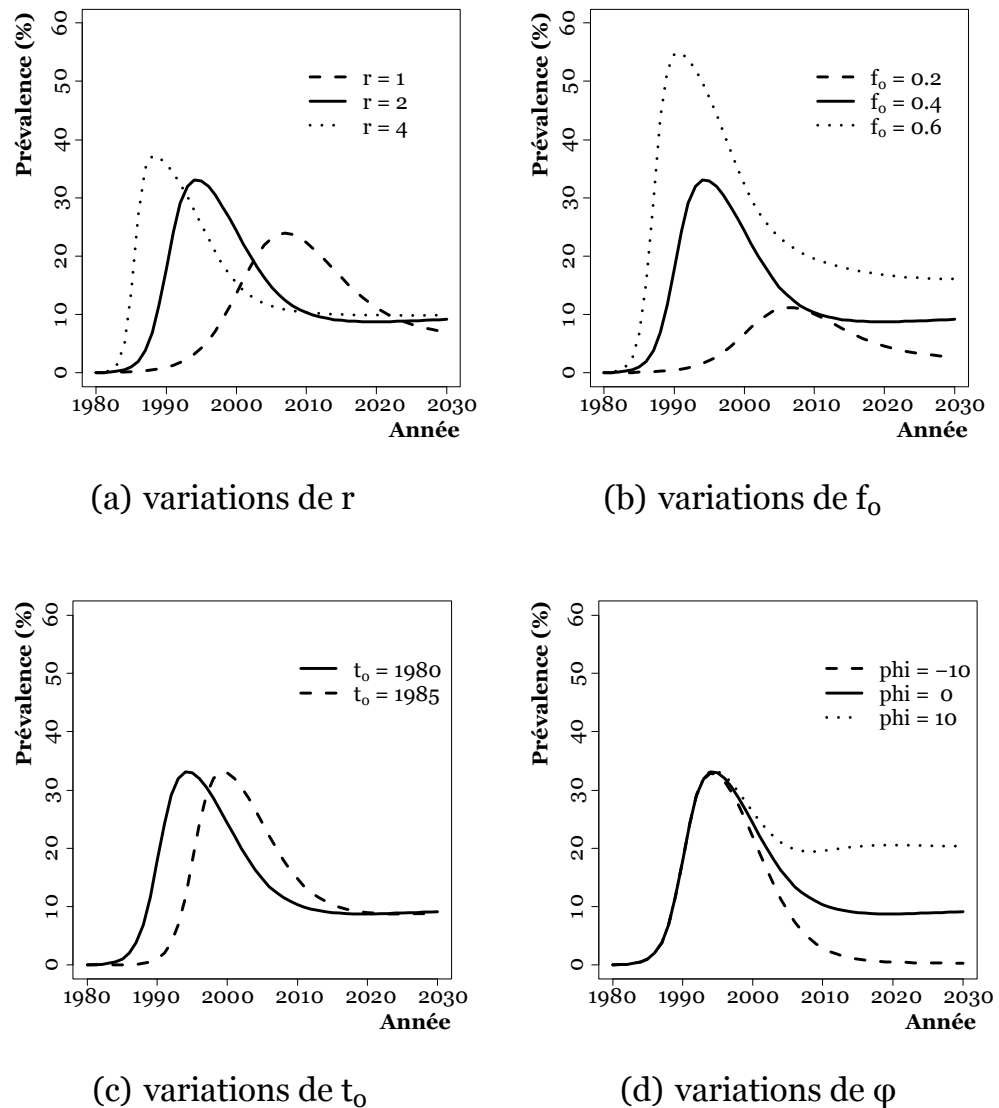 Prévalence (%)
60
50
40
30
20
10
0
r = 1
r = 2
r = 4
1980 1990 2000 2010 2020 2030
Année
(a) variations de r
Prévalence (%)
60
50
40
30
20
10
0
f₀ = 0.2
f₀ = 0.4
f₀ = 0.6
1980 1990 2000 2010 2020 2030
Année
(b) variations de f₀
Prévalence (%)
60
50
40
30
20
10
0
t₀ = 1980
t₀ = 1985
1980 1990 2000 2010 2020 2030
Année
(c) variations de t₀
Prévalence (%)
60
50
40
30
20
10
0
phi = −10
phi = 0
phi = 10
1980 1990 2000 2010 2020 2030
Année
(d) variations de φ